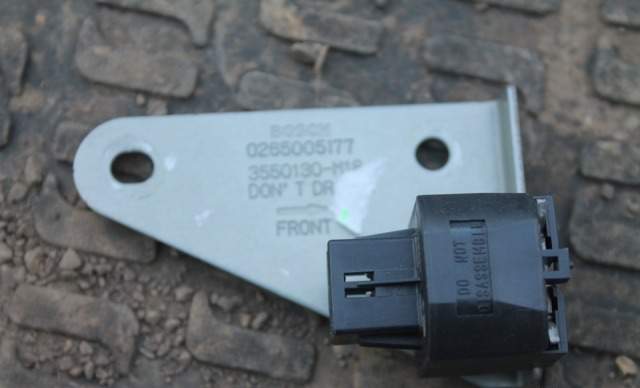 BOSCH
0265005177
3550130-M18
DON'T DR
FRONT
DO NOT
DISASSEMBLE